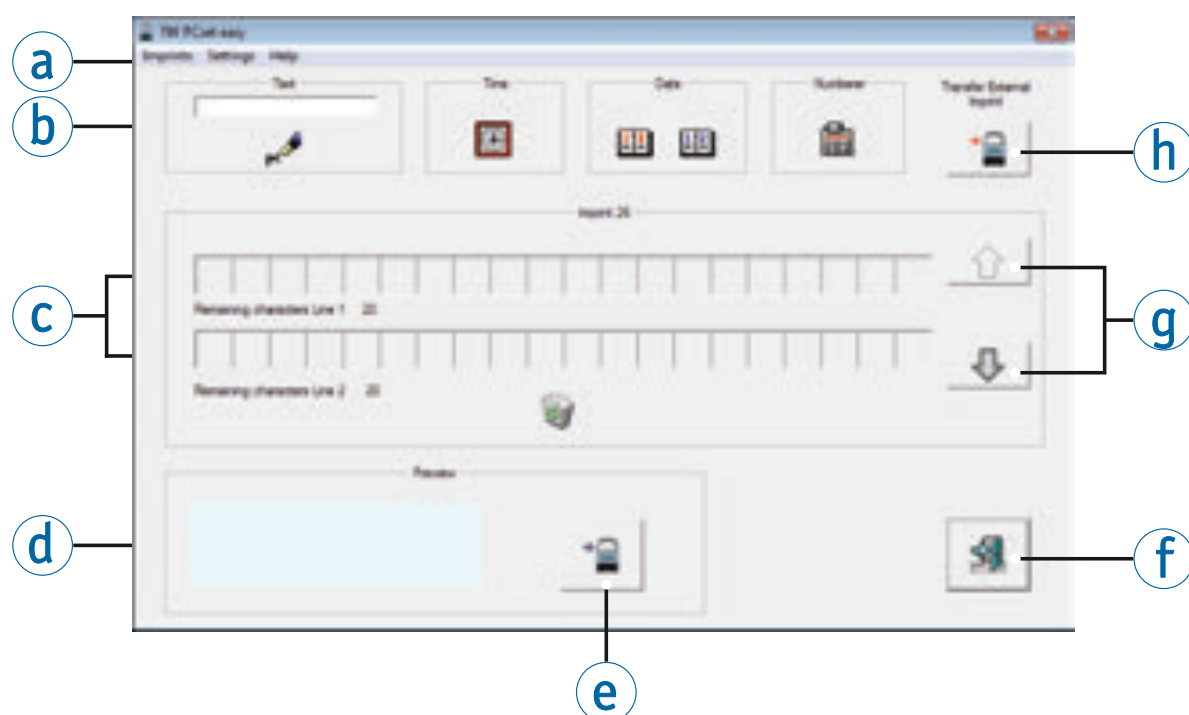 TM PCset easy
Imprints Settings Help
a
Text
Time
Date
Numberer
Transfer External
Imprint
b
h
Imprint 26
c
Remaining characters Line 1 20
g
Remaining characters Line 2 20
Preview
d
f
e